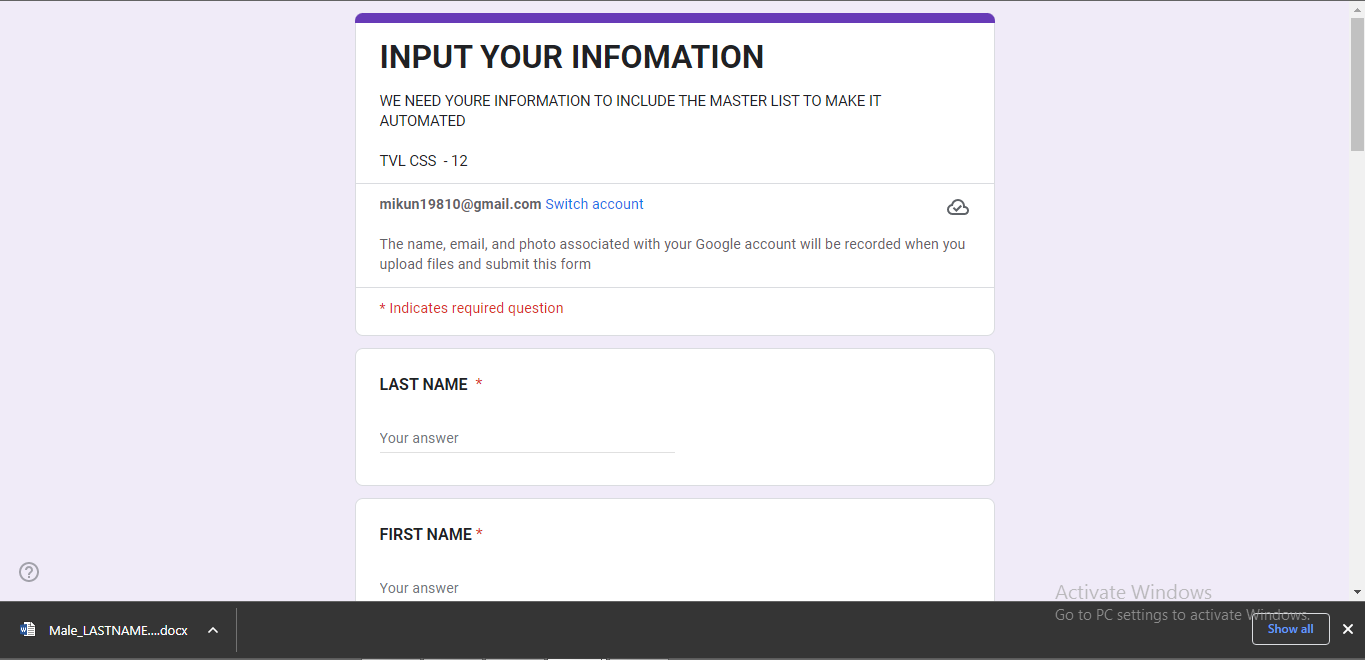 INPUT YOUR INFOMATION
WE NEED YOURE INFORMATION TO INCLUDE THE MASTER LIST TO MAKE IT
AUTOMATED
TVL CSS - 12
mikun19810@gmail.com Switch account
The name, email, and photo associated with your Google account will be recorded when you
upload files and submit this form
* Indicates required question
LAST NAME *
Your answer
FIRST NAME *
Your answer
Activate Windows
Go to PC settings to activate Windows.
Male_LASTNAME....docx
Show all